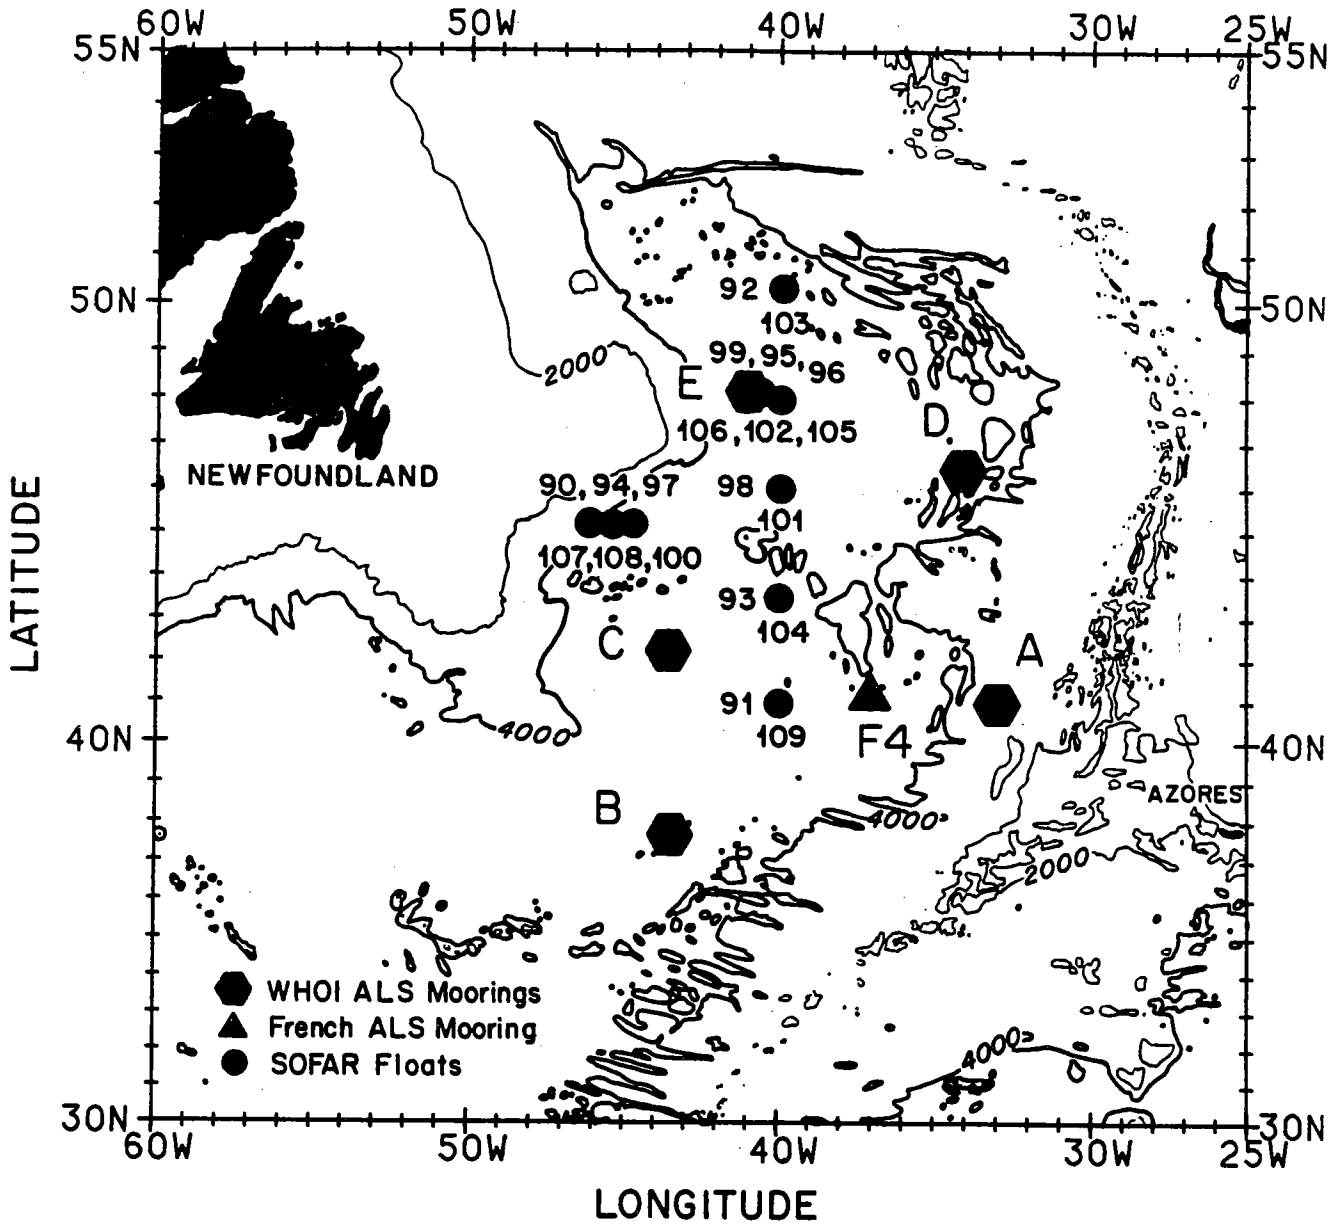 60W 50W 40W 30W 25W
55N 55N
50N 50N
92
103
99,95,96
E
2000
106,102,105
D
NEWFOUNDLAND
90,94,97
98
101
107,108,100
93
104
C
A
91
109
F4
4000
40N 40N
AZORES
B
4000
2000
WHOI ALS Moorings
French ALS Mooring
SOFAR Floats
4000
30N 30N
60W 50W 40W 30W 25W
LATITUDE
LONGITUDE